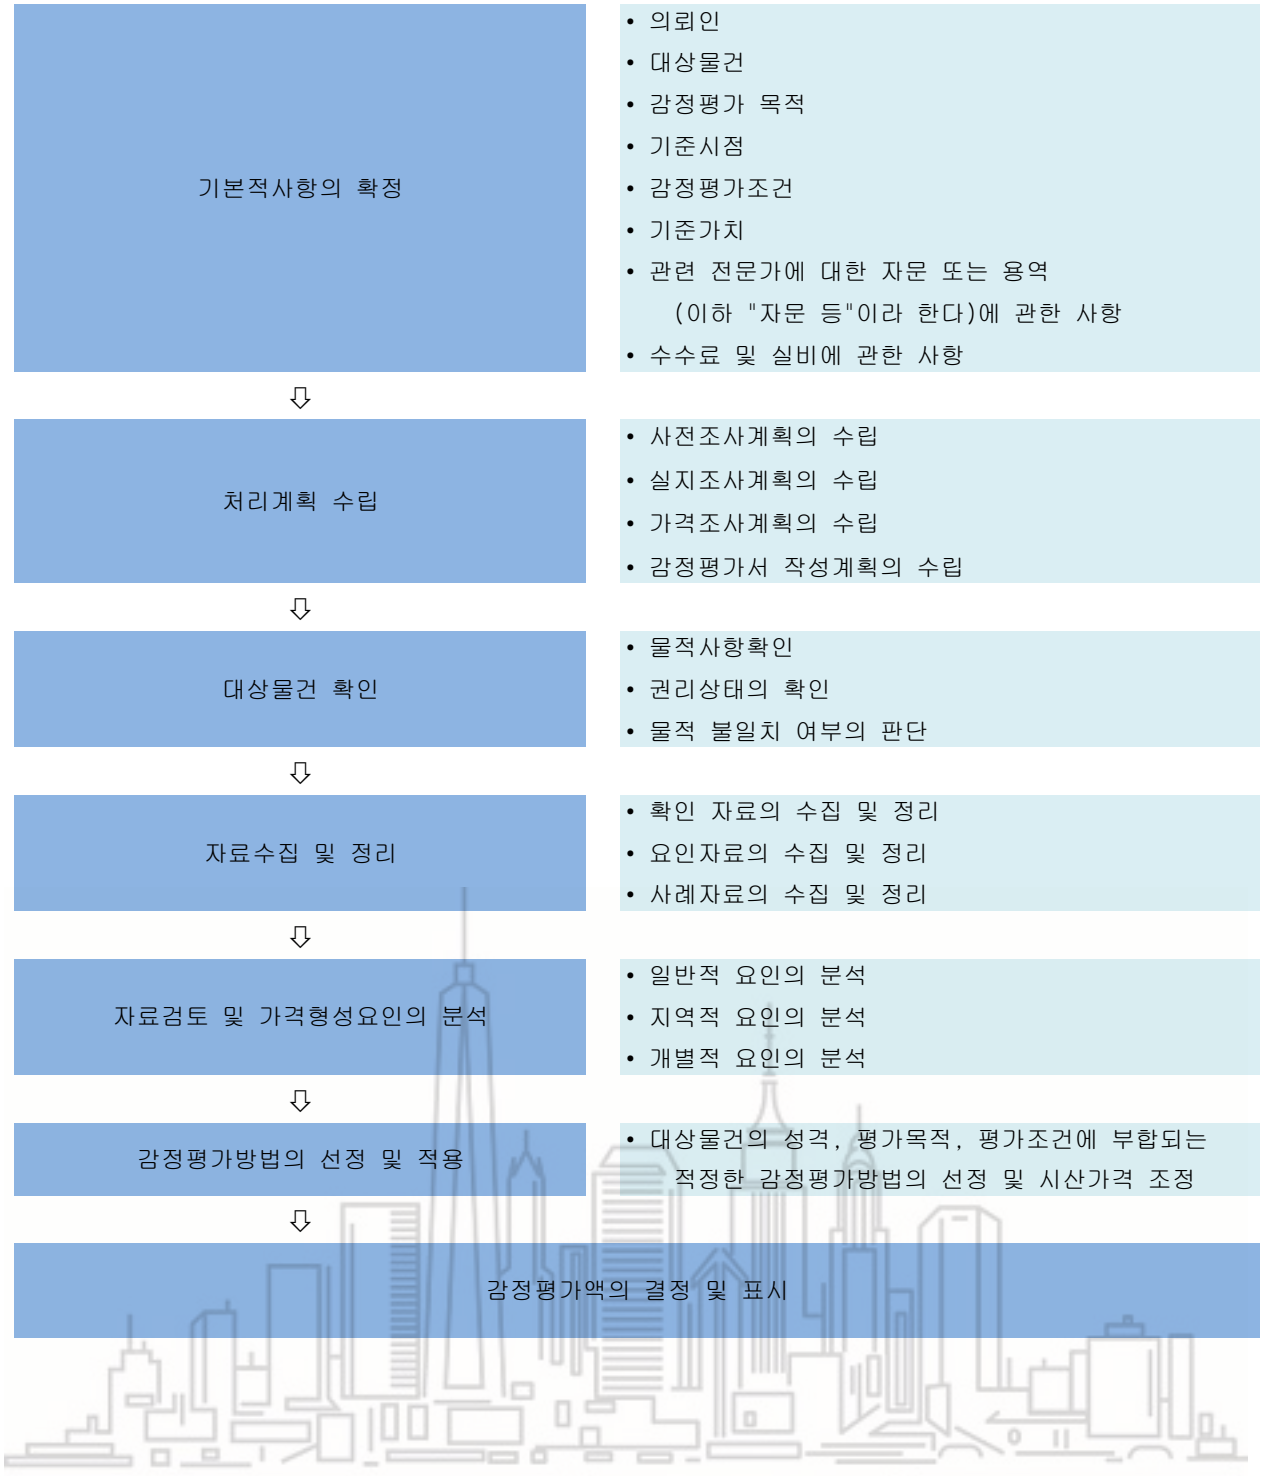 기본적사항의 확정
• 의뢰인
• 대상물건
• 감정평가 목적
• 기준시점
• 감정평가조건
• 기준가치
• 관련 전문가에 대한 자문 또는 용역
(이하 "자문 등"이라 한다)에 관한 사항
• 수수료 및 실비에 관한 사항
⇩
처리계획 수립
• 사전조사계획의 수립
• 실지조사계획의 수립
• 가격조사계획의 수립
• 감정평가서 작성계획의 수립
⇩
대상물건 확인
• 물적사항확인
• 권리상태의 확인
• 물적 불일치 여부의 판단
⇩
자료수집 및 정리
• 확인 자료의 수집 및 정리
• 요인자료의 수집 및 정리
• 사례자료의 수집 및 정리
⇩
자료검토 및 가격형성요인의 분석
• 일반적 요인의 분석
• 지역적 요인의 분석
• 개별적 요인의 분석
⇩
감정평가방법의 선정 및 적용
• 대상물건의 성격, 평가목적, 평가조건에 부합되는
적정한 감정평가방법의 선정 및 시산가격 조정
⇩
감정평가액의 결정 및 표시